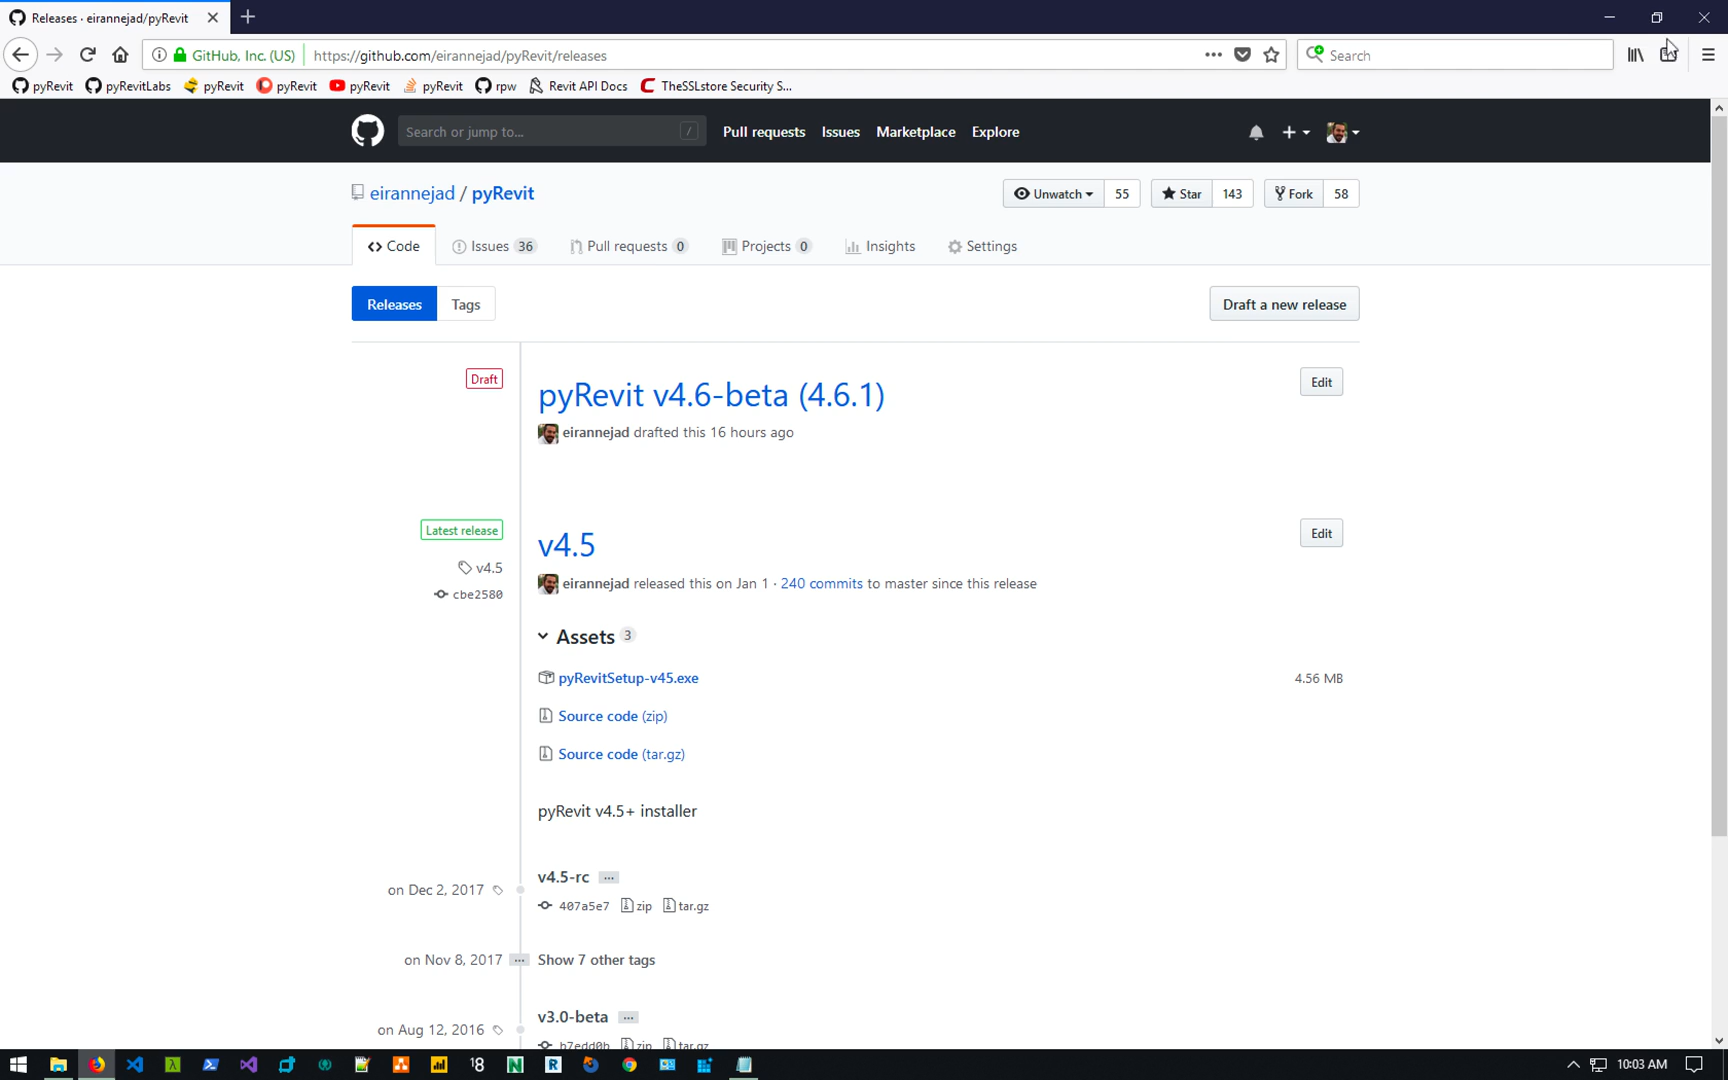 Releases · eirannejad/pyRevit
GitHub, Inc. (US)
https://github.com/eirannejad/pyRevit/releases
Search
pyRevit
pyRevitLabs
pyRevit
pyRevit
pyRevit
pyRevit
rpw
Revit API Docs
TheSSLstore Security S...
Search or jump to...
/
Pull requests
Issues
Marketplace
Explore
eirannejad / pyRevit
Unwatch 55
Star 143
Fork 58
Code
Issues 36
Pull requests 0
Projects 0
Insights
Settings
Releases
Tags
Draft a new release
Draft
pyRevit v4.6-beta (4.6.1)
Edit
eirannejad drafted this 16 hours ago
Latest release
v4.5
Edit
v4.5
cbe2580
eirannejad released this on Jan 1 · 240 commits to master since this release
Assets 3
pyRevitSetup-v45.exe
4.56 MB
Source code (zip)
Source code (tar.gz)
pyRevit v4.5+ installer
on Dec 2, 2017
v4.5-rc ...
407a5e7 zip tar.gz
on Nov 8, 2017 ... Show 7 other tags
on Aug 12, 2016
v3.0-beta ...
b7edd0b zip tar.gz
18
N
R
10:03 AM